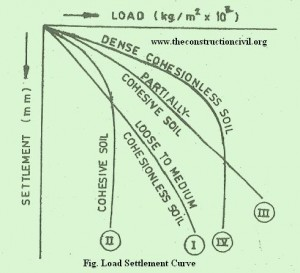 LOAD (kg/m² x 10²)
www.theconstructioncivil.org
DENSE COHESIONLESS SOIL
PARTIALLY-
COHESIVE SOIL
LOOSE TO MEDIUM
COHESIONLESS SOIL
COHESIVE SOIL
SETTLEMENT (mm)
II
I
IV
III
Fig. Load Settlement Curve